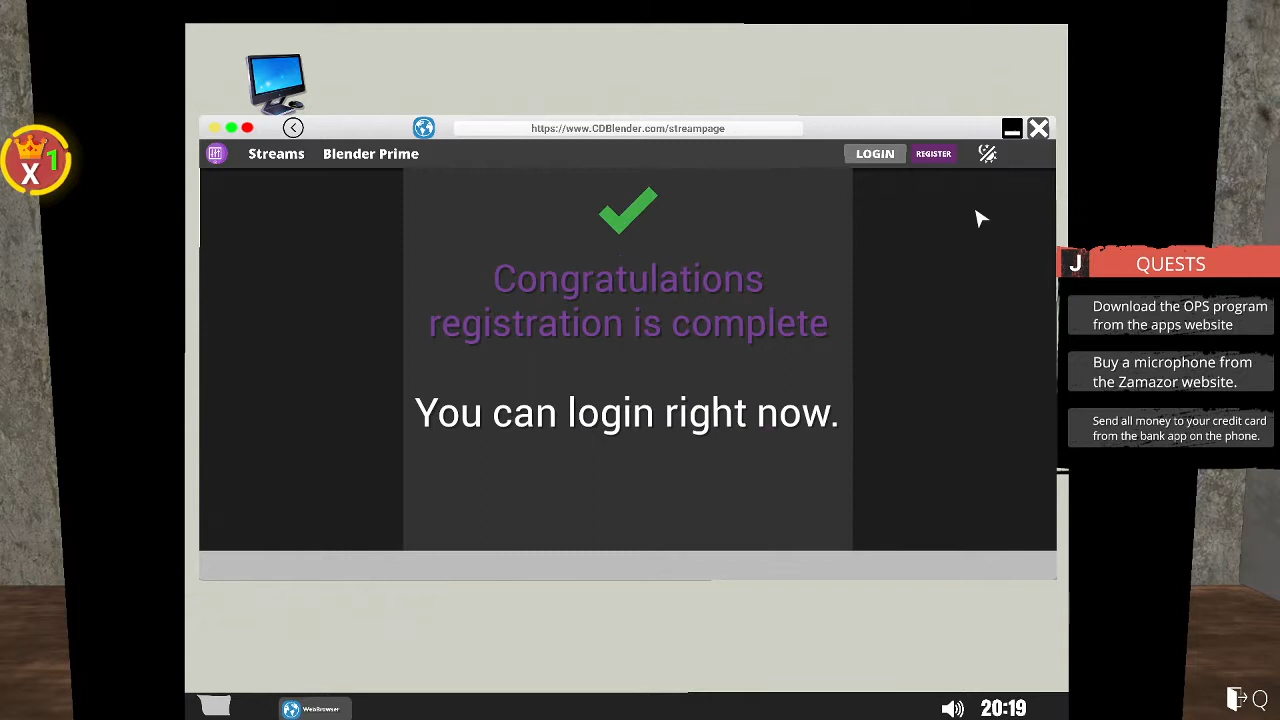 https://www.CDBlender.com/streampage
Streams Blender Prime LOGIN REGISTER
X 1
Congratulations
registration is complete
You can login right now.
J QUESTS
Download the OPS program
from the apps website
Buy a microphone from
the Zamazor website.
Send all money to your credit card
from the bank app on the phone.
WebBrowser
20:19
Q